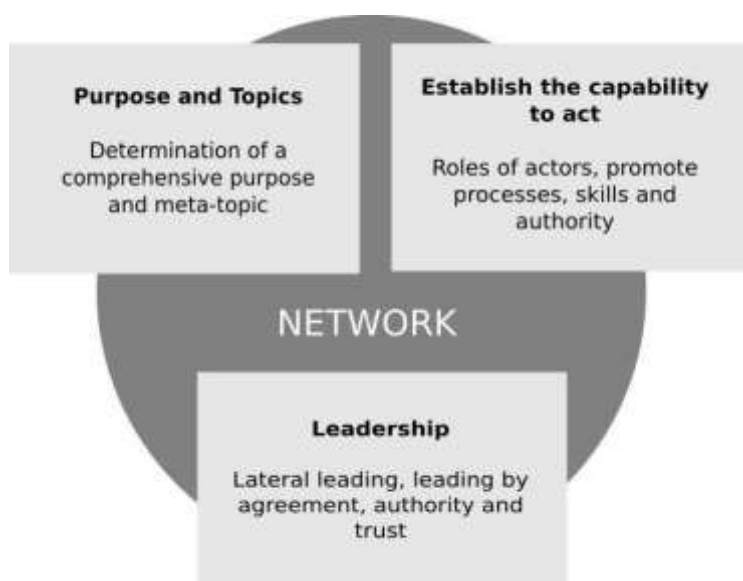 Purpose and Topics
Determination of a
comprehensive purpose
and meta-topic
Establish the capability
to act
Roles of actors, promote
processes, skills and
authority
NETWORK
Leadership
Lateral leading, leading by
agreement, authority and
trust